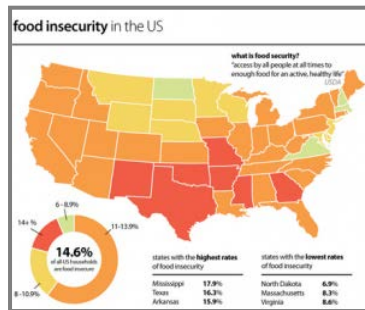 food insecurity in the US
what is food security?
"access by all people at all times to
enough food for an active, healthy life"
USDA
6 - 8.9%
14+ %
11-13.9%
14.6%
of all US households
are food insecure
8 - 10.9%
states with the highest rates
of food insecurity
Mississippi 17.9%
Texas 16.3%
Arkansas 15.9%
states with the lowest rates
of food insecurity
North Dakota 6.9%
Massachusetts 8.3%
Virginia 8.6%